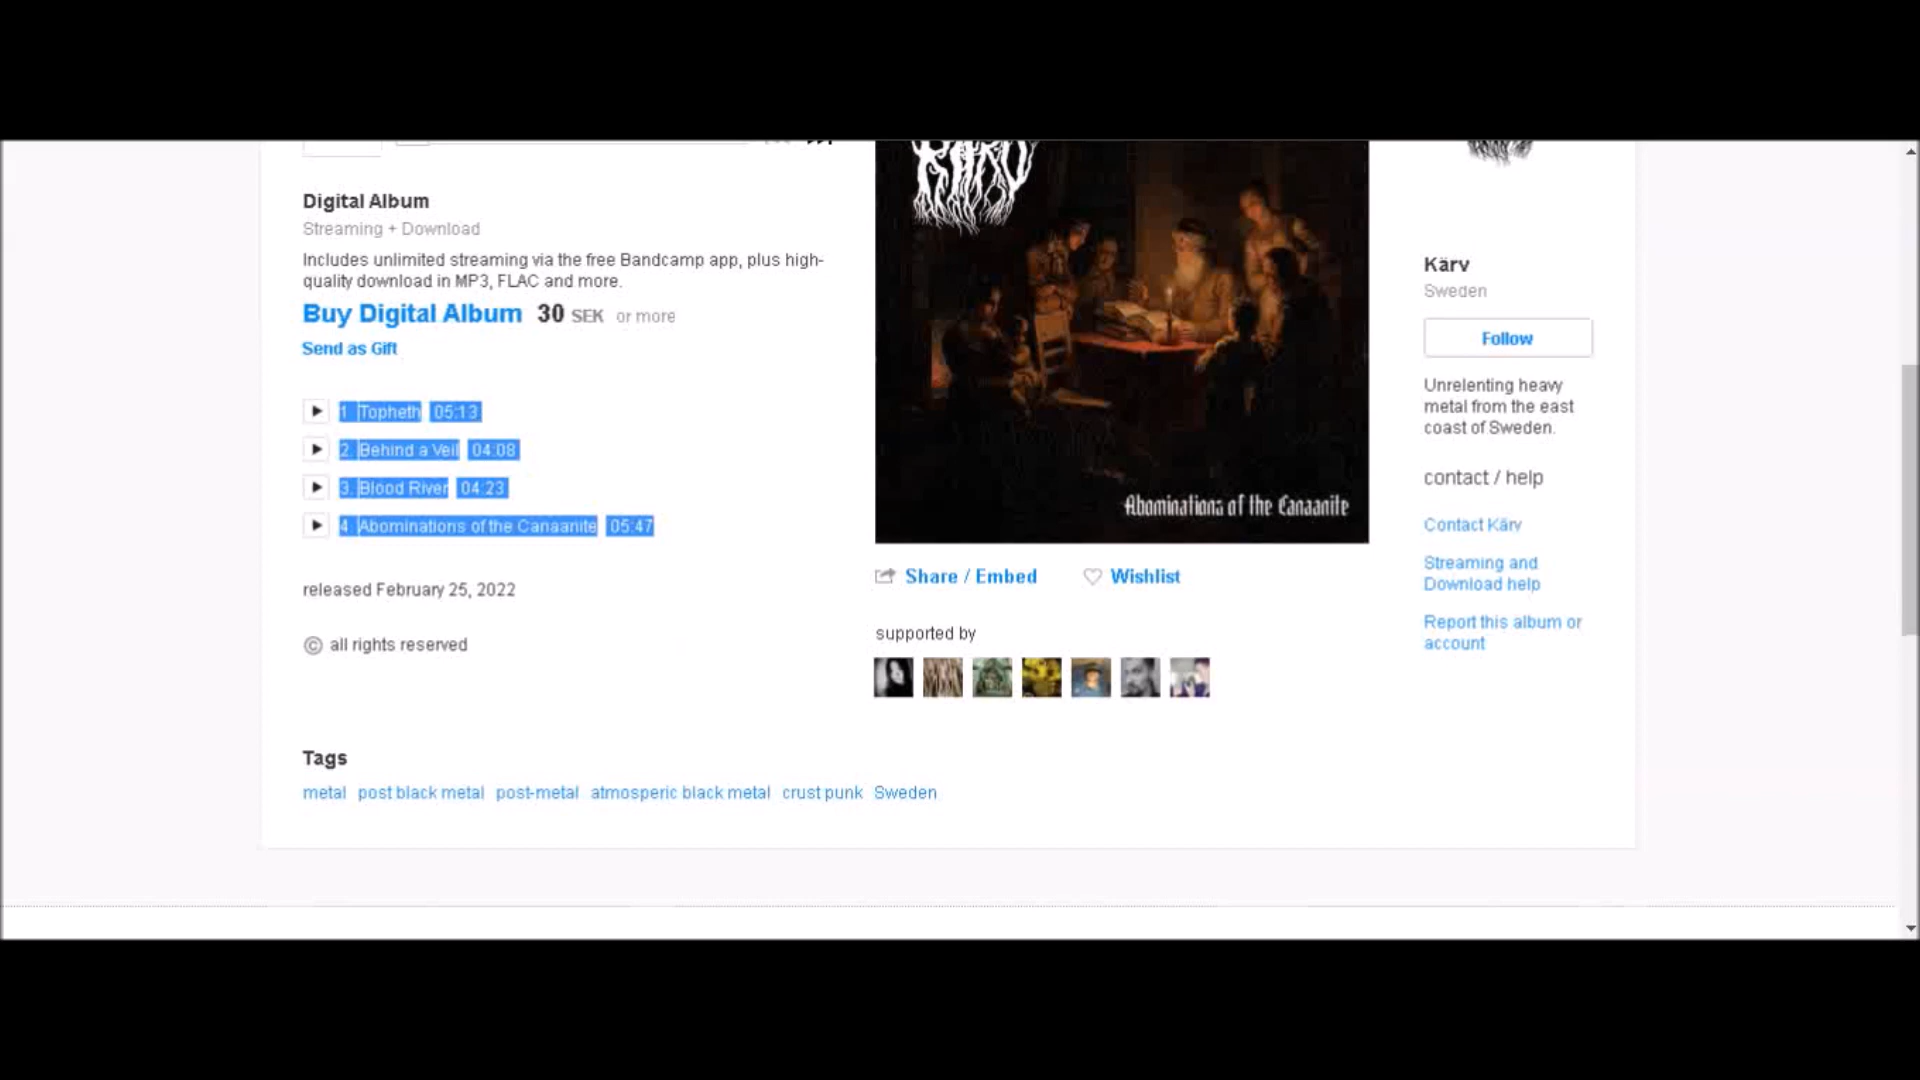 Digital Album
Streaming + Download
Includes unlimited streaming via the free Bandcamp app, plus high-
quality download in MP3, FLAC and more.
Buy Digital Album 30 SEK or more
Send as Gift
1. Topheth 05:13
2. Behind a Veil 04:08
3. Blood River 04:23
4. Abominations of the Canaanite 05:47
released February 25, 2022
© all rights reserved
Tags
metal post black metal post-metal atmosperic black metal crust punk Sweden
KÄRV
Abominations of the Canaanite
Share / Embed Wishlist
supported by
Kärv
Sweden
Follow
Unrelenting heavy
metal from the east
coast of Sweden.
contact / help
Contact Kärv
Streaming and
Download help
Report this album or
account